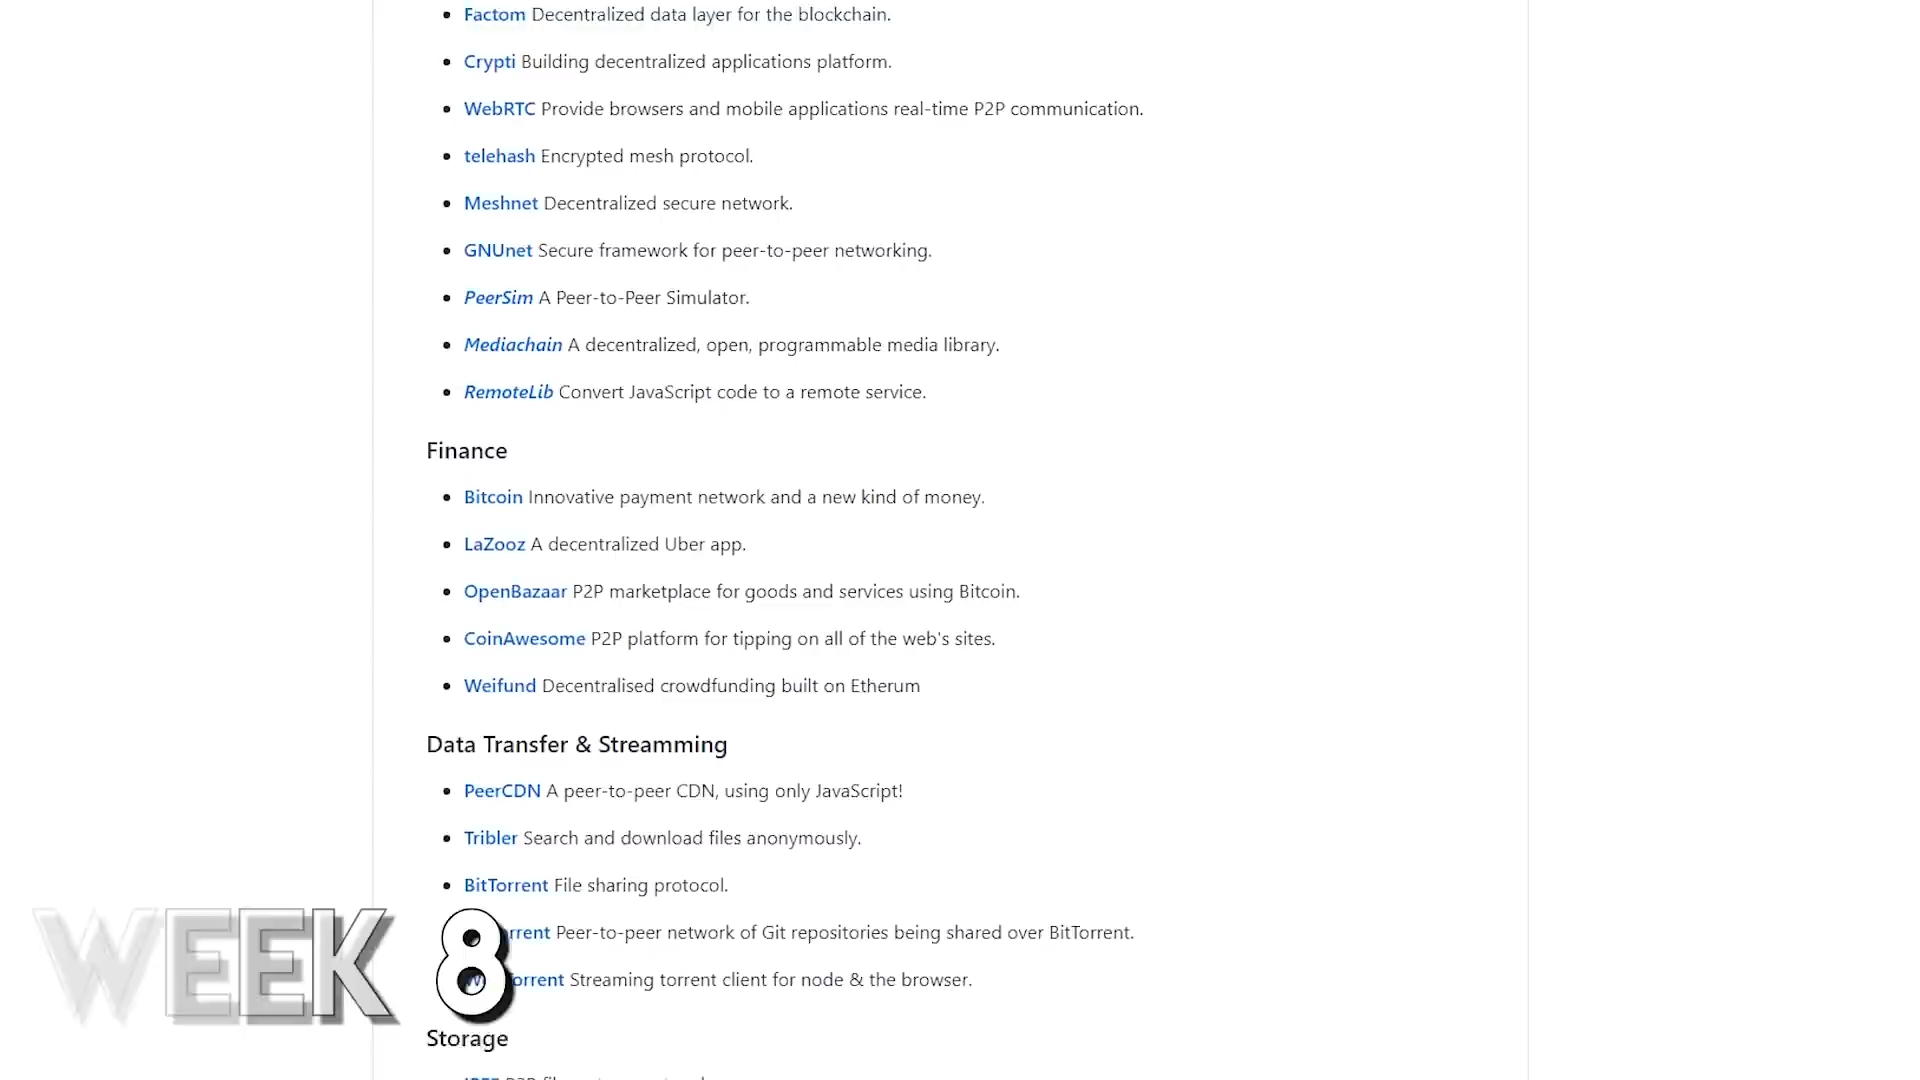 Factom Decentralized data layer for the blockchain.
Crypti Building decentralized applications platform.
WebRTC Provide browsers and mobile applications real-time P2P communication.
telehash Encrypted mesh protocol.
Meshnet Decentralized secure network.
GNUnet Secure framework for peer-to-peer networking.
PeerSim A Peer-to-Peer Simulator.
Mediachain A decentralized, open, programmable media library.
RemoteLib Convert JavaScript code to a remote service.
Finance
Bitcoin Innovative payment network and a new kind of money.
LaZooz A decentralized Uber app.
OpenBazaar P2P marketplace for goods and services using Bitcoin.
CoinAwesome P2P platform for tipping on all of the web's sites.
Weifund Decentralised crowdfunding built on Etherum
Data Transfer & Streamming
PeerCDN A peer-to-peer CDN, using only JavaScript!
Tribler Search and download files anonymously.
BitTorrent File sharing protocol.
rrent Peer-to-peer network of Git repositories being shared over BitTorrent.
orrent Streaming torrent client for node & the browser.
WEEK 8
Storage